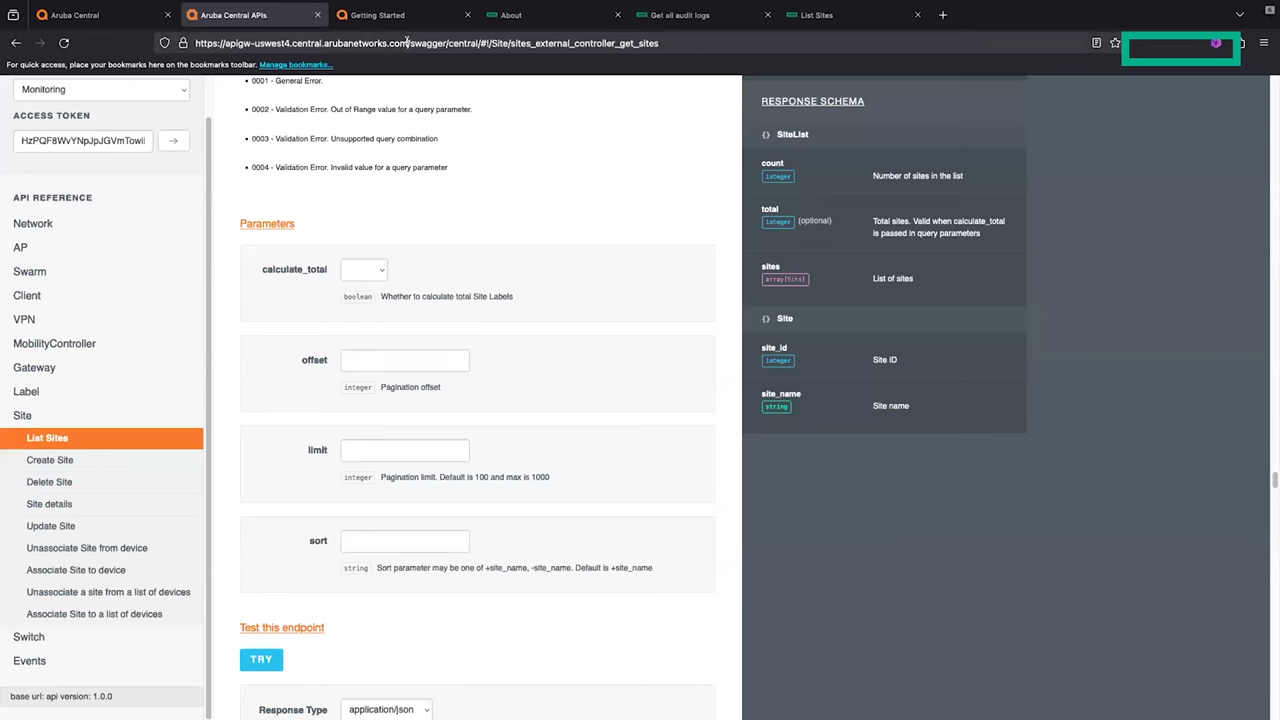 Aruba Central
Aruba Central APIs
Getting Started
About
Get all audit logs
List Sites
6
https://apigw-uswest4.central.arubanetworks.com/swagger/central/#!/Site/sites_external_controller_get_sites
For quick access, place your bookmarks here on the bookmarks toolbar. Manage bookmarks...
Monitoring
ACCESS TOKEN
API REFERENCE
Network
AP
Swarm
Client
VPN
MobilityController
Gateway
Label
Site
List Sites
Create Site
Delete Site
Site details
Update Site
Unassociate Site from device
Associate Site to device
Unassociate a site from a list of devices
Associate Site to a list of devices
Switch
Events
base url: api version: 1.0.0
• 0001 - General Error.
• 0002 - Validation Error. Out of Range value for a query parameter.
• 0003 - Validation Error. Unsupported query combination
• 0004 - Validation Error. Invalid value for a query parameter
Parameters
calculate_total
boolean Whether to calculate total Site Labels
offset
integer Pagination offset
limit
integer Pagination limit. Default is 100 and max is 1000
sort
string Sort parameter may be one of +site_name, -site_name. Default is +site_name
Test this endpoint
TRY
Response Type application/json
RESPONSE SCHEMA
{} SiteList
count
integer Number of sites in the list
total
integer (optional) Total sites. Valid when calculate_total
is passed in query parameters
sites
array[Site] List of sites
{} Site
site_id
integer Site ID
site_name
string Site name